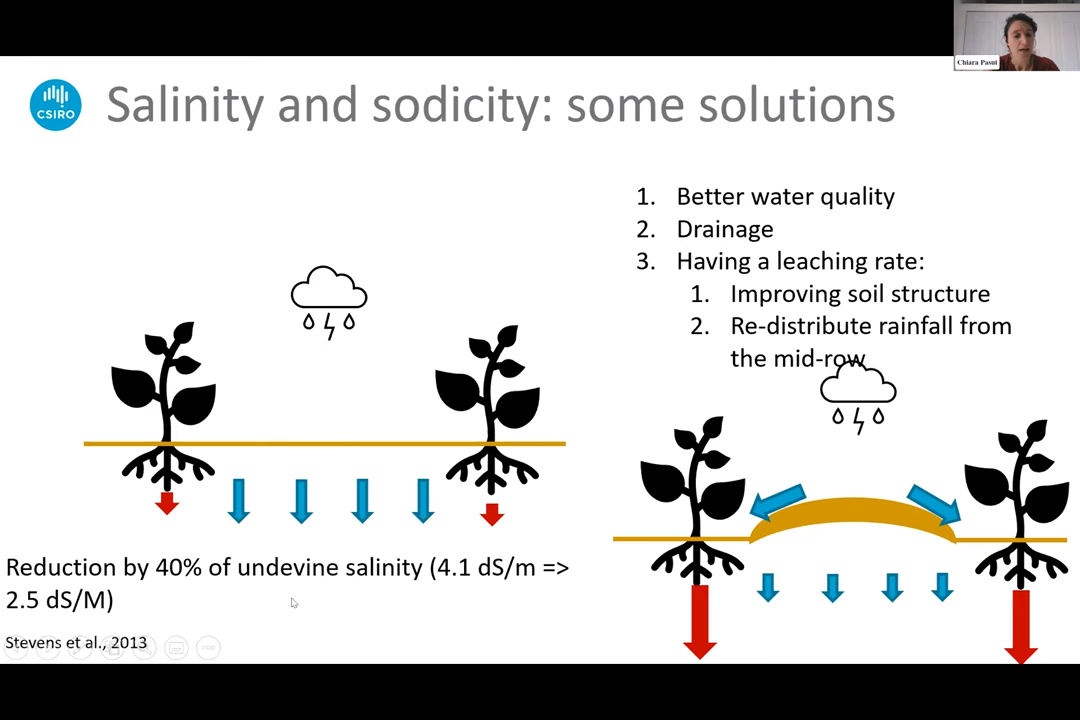 Chiara Pasut
CSIRO
Salinity and sodicity: some solutions
1. Better water quality
2. Drainage
3. Having a leaching rate:
1. Improving soil structure
2. Re-distribute rainfall from
the mid-row
Reduction by 40% of undevine salinity (4.1 dS/m =>
2.5 dS/M)
Stevens et al., 2013